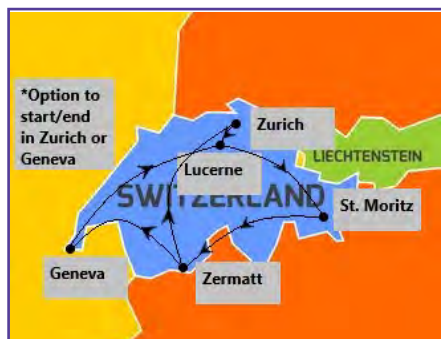 *Option to
start/end
in Zurich or
Geneva
Zurich
LIECHTENSTEIN
Lucerne
SWITZERLAND
St. Moritz
Geneva
Zermatt